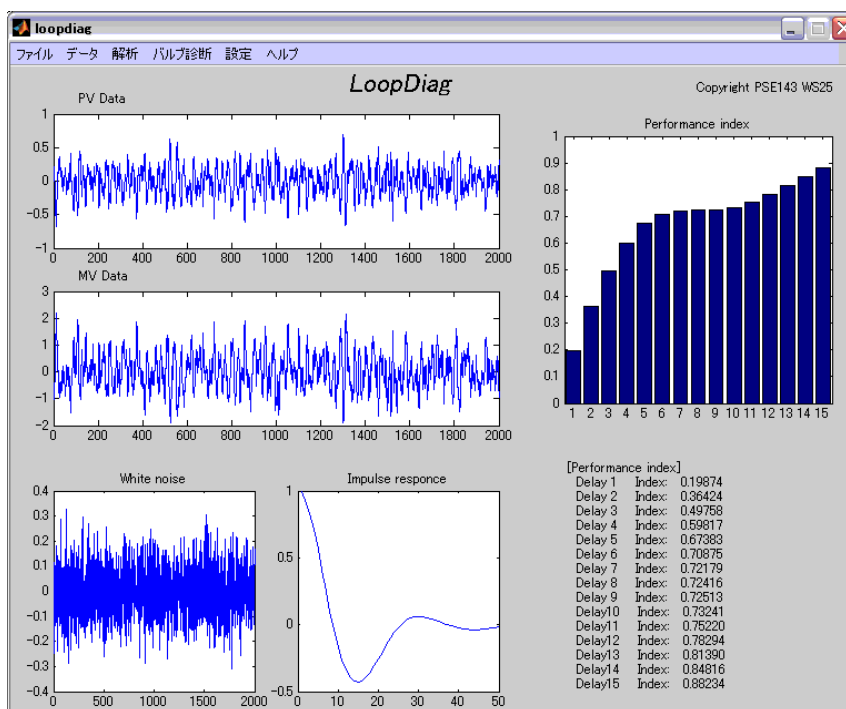 loopdiag
ファイル データ 解析 バルブ診断 設定 ヘルプ
LoopDiag
Copyright PSE143 WS25
PV Data
1
0.5
0
-0.5
-1
0 200 400 600 800 1000 1200 1400 1600 1800 2000
MV Data
3
2
1
0
-1
-2
0 200 400 600 800 1000 1200 1400 1600 1800 2000
Performance index
1
0.9
0.8
0.7
0.6
0.5
0.4
0.3
0.2
0.1
0
1 2 3 4 5 6 7 8 9 10 11 12 13 14 15
White noise
0.4
0.3
0.2
0.1
0
-0.1
-0.2
-0.3
-0.4
0 500 1000 1500 2000
Impulse responce
1
0.5
0
-0.5
0 10 20 30 40 50
[Performance index]
Delay 1 Index: 0.19874
Delay 2 Index: 0.36424
Delay 3 Index: 0.49758
Delay 4 Index: 0.59817
Delay 5 Index: 0.67383
Delay 6 Index: 0.70875
Delay 7 Index: 0.72179
Delay 8 Index: 0.72416
Delay 9 Index: 0.72513
Delay10 Index: 0.73241
Delay11 Index: 0.75220
Delay12 Index: 0.78294
Delay13 Index: 0.81390
Delay14 Index: 0.84816
Delay15 Index: 0.88234